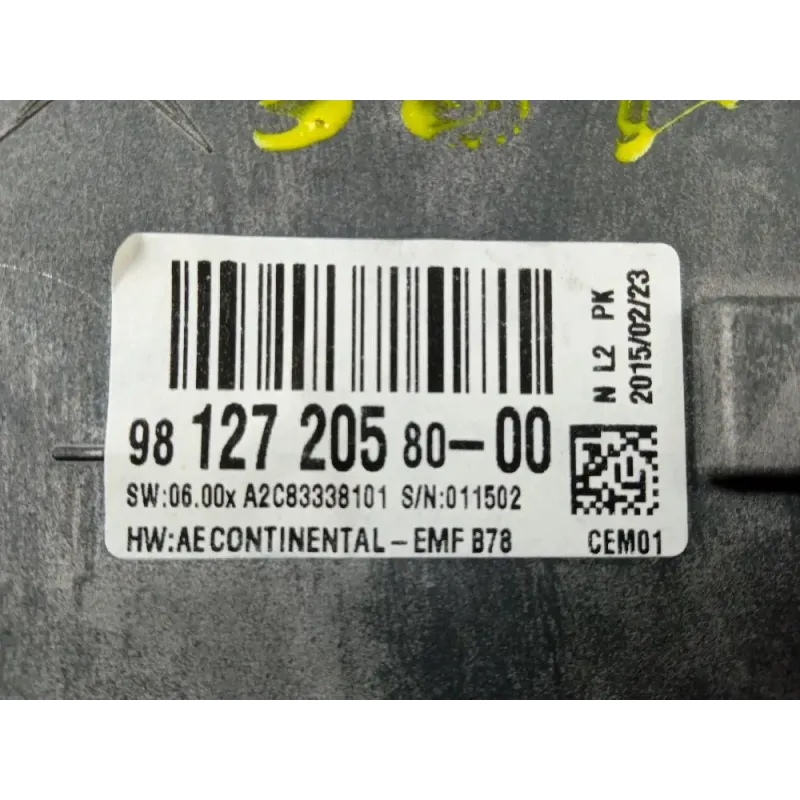 98 127 205 80-00
SW:06.00x A2C83338101 S/N:011502
HW:AE CONTINENTAL-EMF B78
N L2 PK
2015/02/23
CEM01